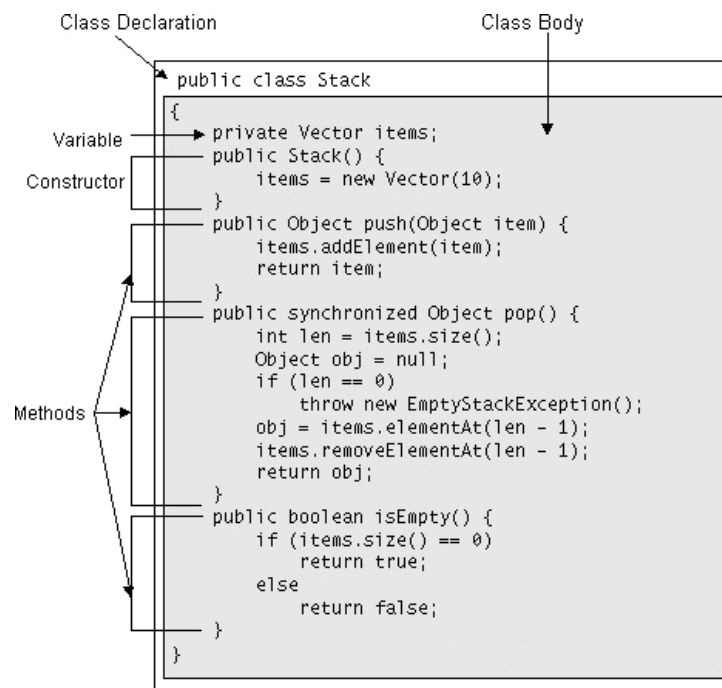 Class Declaration
Class Body
public class Stack
{
Variable
private Vector items;
Constructor
public Stack() {
items = new Vector(10);
}
Methods
public Object push(Object item) {
items.addElement(item);
return item;
}
public synchronized Object pop() {
int len = items.size();
Object obj = null;
if (len == 0)
throw new EmptyStackException();
obj = items.elementAt(len - 1);
items.removeElementAt(len - 1);
return obj;
}
public boolean isEmpty() {
if (items.size() == 0)
return true;
else
return false;
}
}